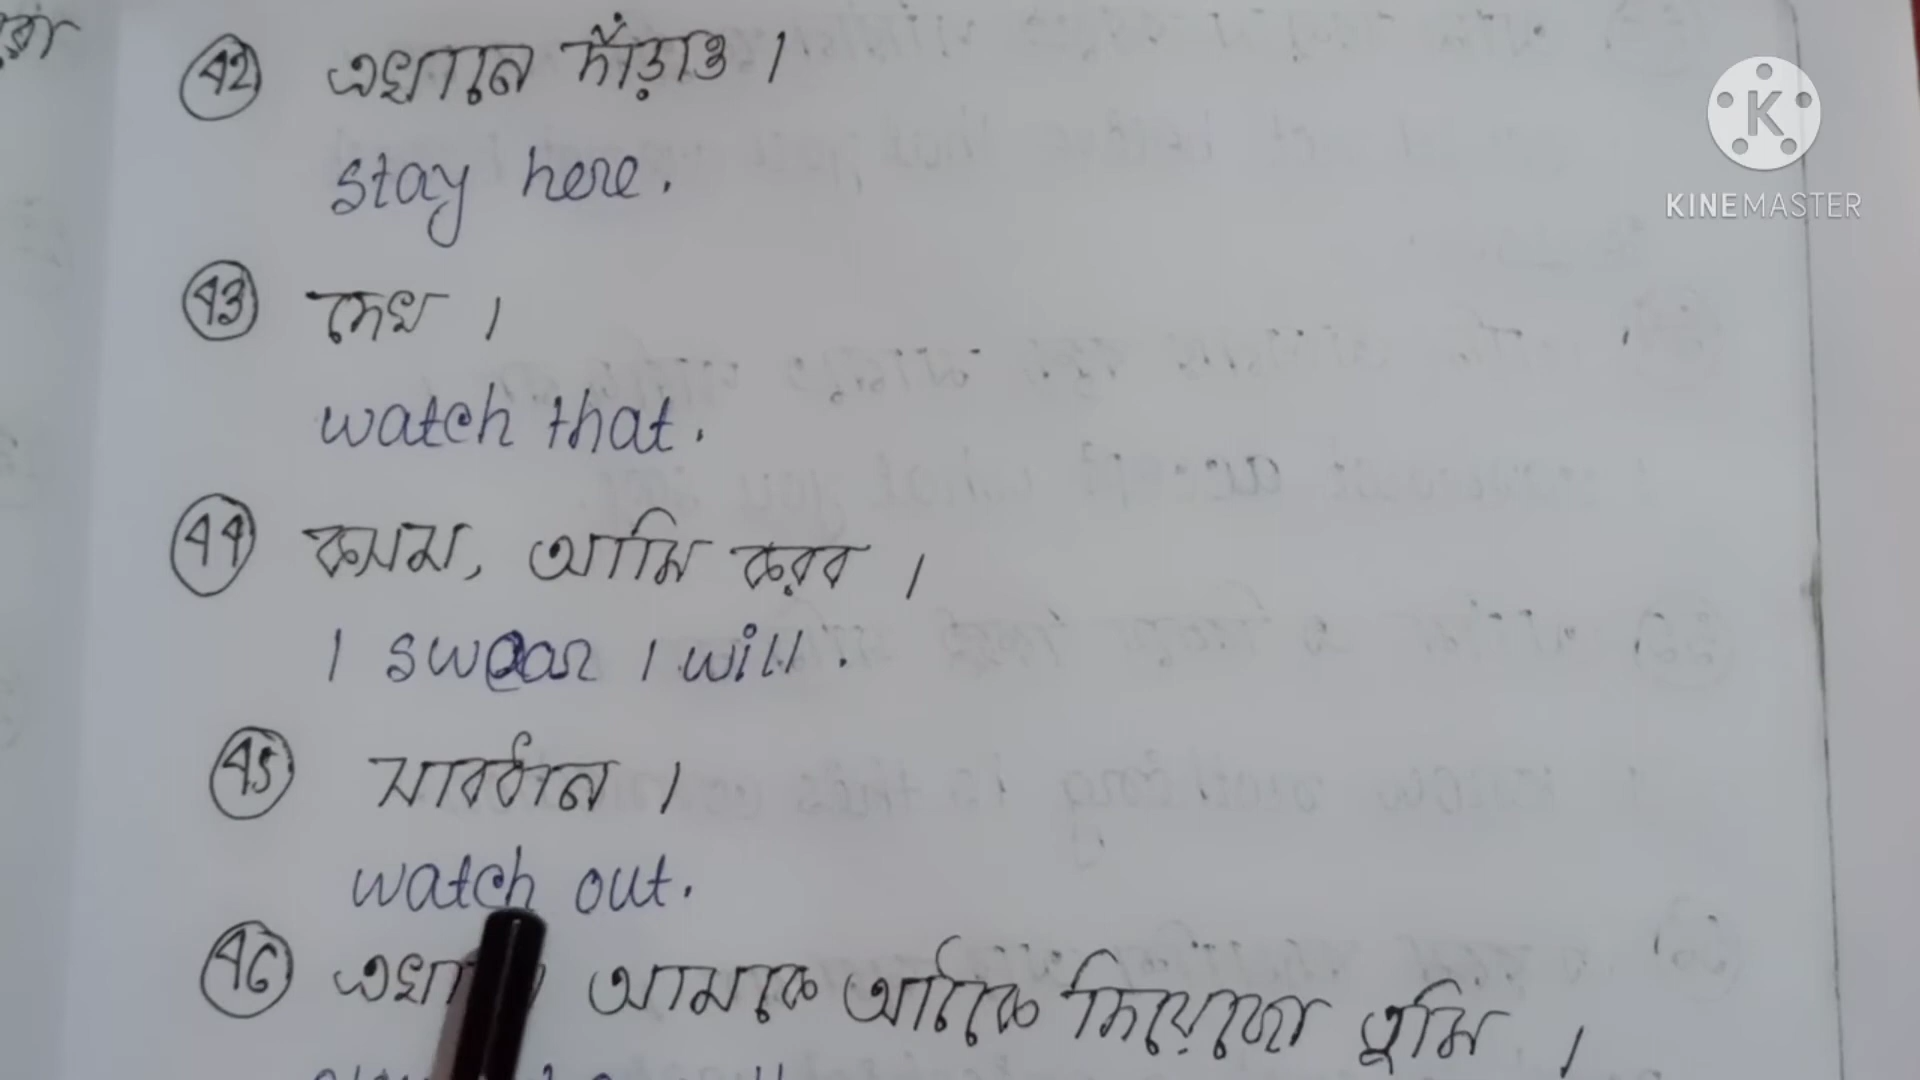 42 এখানে দাঁড়াও।
stay here.
43 দেখ।
watch that.
44 কসম, আমি করব।
I swear I will.
45 সাবধান।
watch out.
46 আমাকে আটকে দিয়েছো তুমি।
KINEMASTER